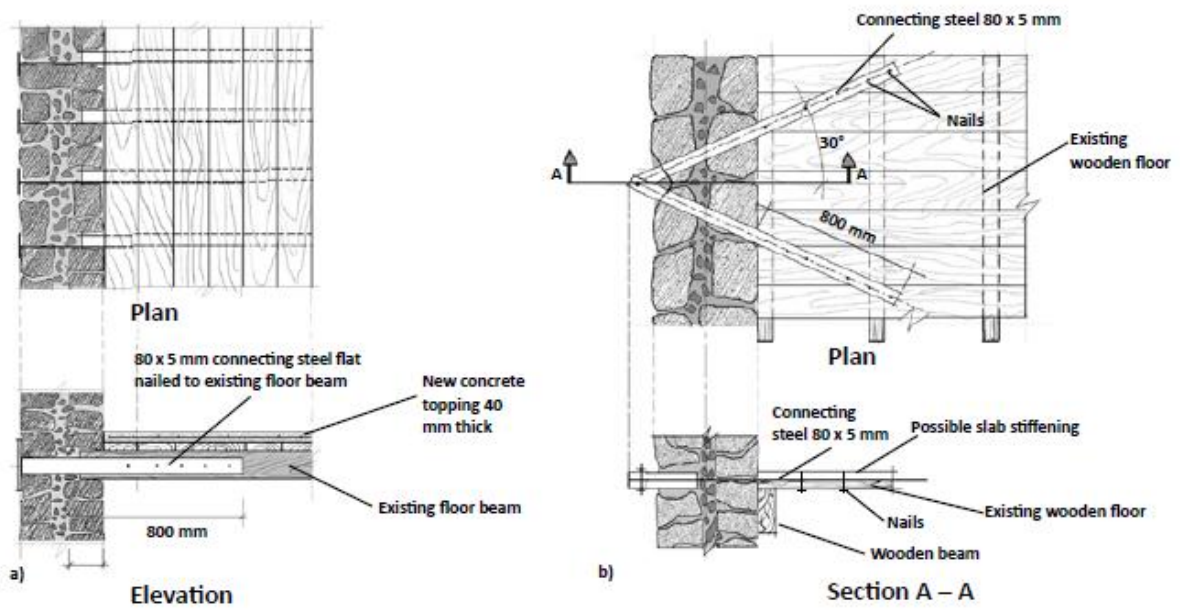 Plan
80 x 5 mm connecting steel flat
nailed to existing floor beam
New concrete
topping 40
mm thick
Existing floor beam
800 mm
a)
Elevation
Connecting steel 80 x 5 mm
Nails
30°
Existing
wooden floor
A
A
800 mm
Plan
Connecting
steel 80 x 5 mm
Possible slab stiffening
Nails
Existing wooden floor
Wooden beam
b)
Section A – A